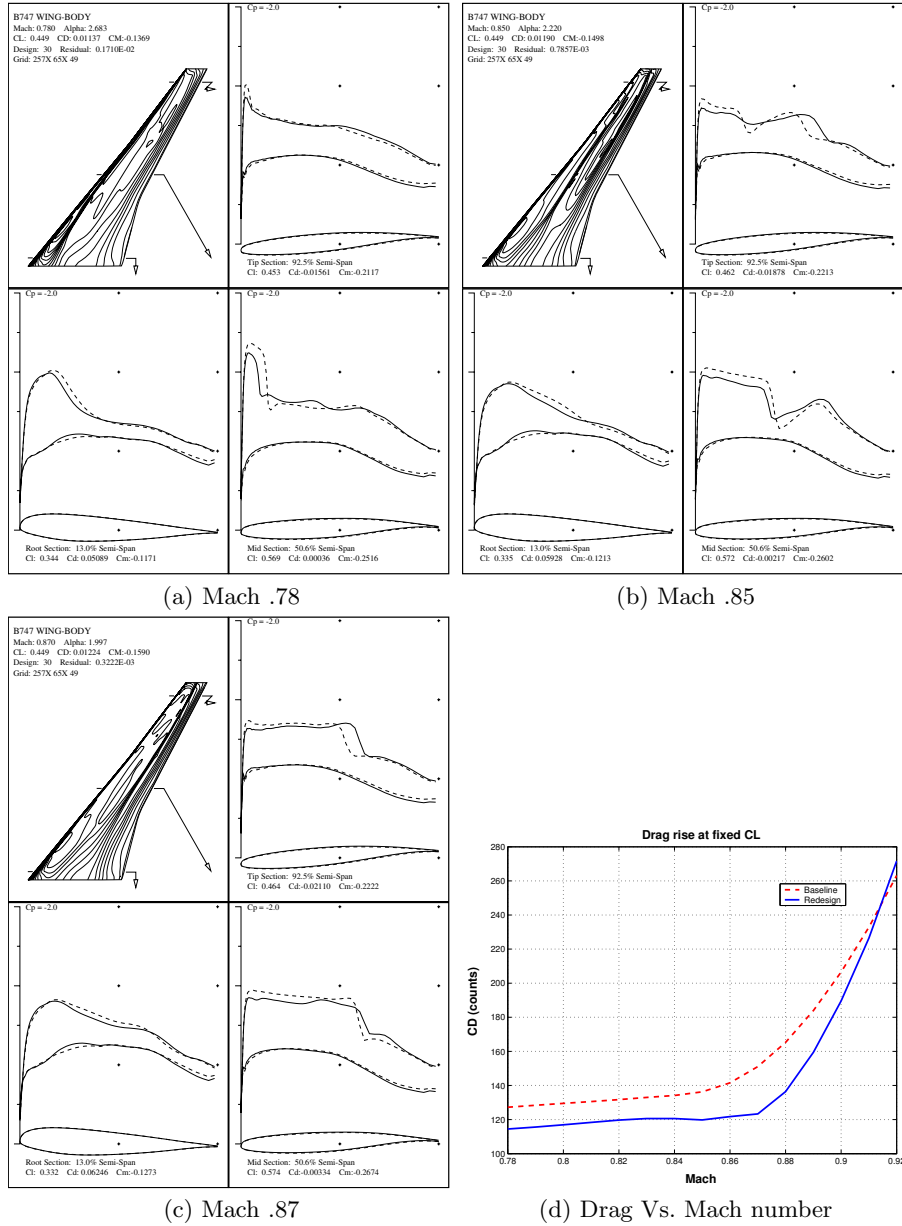 B747 WING-BODY
Mach: 0.780 Alpha: 2.683
CL: 0.449 CD: 0.01137 CM:-0.1369
Design: 30 Residual: 0.1710E-02
Grid: 257X 65X 49
Cp = -2.0
Tip Section: 92.5% Semi-Span
Cl: 0.453 Cd:-0.01561 Cm:-0.2117
Cp = -2.0
Root Section: 13.0% Semi-Span
Cl: 0.344 Cd: 0.05089 Cm:-0.1171
Cp = -2.0
Mid Section: 50.6% Semi-Span
Cl: 0.569 Cd: 0.00036 Cm:-0.2516
(a) Mach .78
B747 WING-BODY
Mach: 0.850 Alpha: 2.220
CL: 0.449 CD: 0.01190 CM:-0.1498
Design: 30 Residual: 0.7857E-03
Grid: 257X 65X 49
Cp = -2.0
Tip Section: 92.5% Semi-Span
Cl: 0.462 Cd:-0.01878 Cm:-0.2213
Cp = -2.0
Root Section: 13.0% Semi-Span
Cl: 0.335 Cd: 0.05928 Cm:-0.1213
Cp = -2.0
Mid Section: 50.6% Semi-Span
Cl: 0.572 Cd:-0.00217 Cm:-0.2602
(b) Mach .85
B747 WING-BODY
Mach: 0.870 Alpha: 1.997
CL: 0.449 CD: 0.01224 CM:-0.1590
Design: 30 Residual: 0.3222E-03
Grid: 257X 65X 49
Cp = -2.0
Tip Section: 92.5% Semi-Span
Cl: 0.464 Cd:-0.02110 Cm:-0.2222
Cp = -2.0
Root Section: 13.0% Semi-Span
Cl: 0.332 Cd: 0.06246 Cm:-0.1273
Cp = -2.0
Mid Section: 50.6% Semi-Span
Cl: 0.574 Cd:-0.00334 Cm:-0.2674
(c) Mach .87
Drag rise at fixed CL
280
260
240
220
200
180
160
140
120
100
CD (counts)
Baseline
Redesign
0.78 0.8 0.82 0.84 0.86 0.88 0.9 0.92
Mach
(d) Drag Vs. Mach number